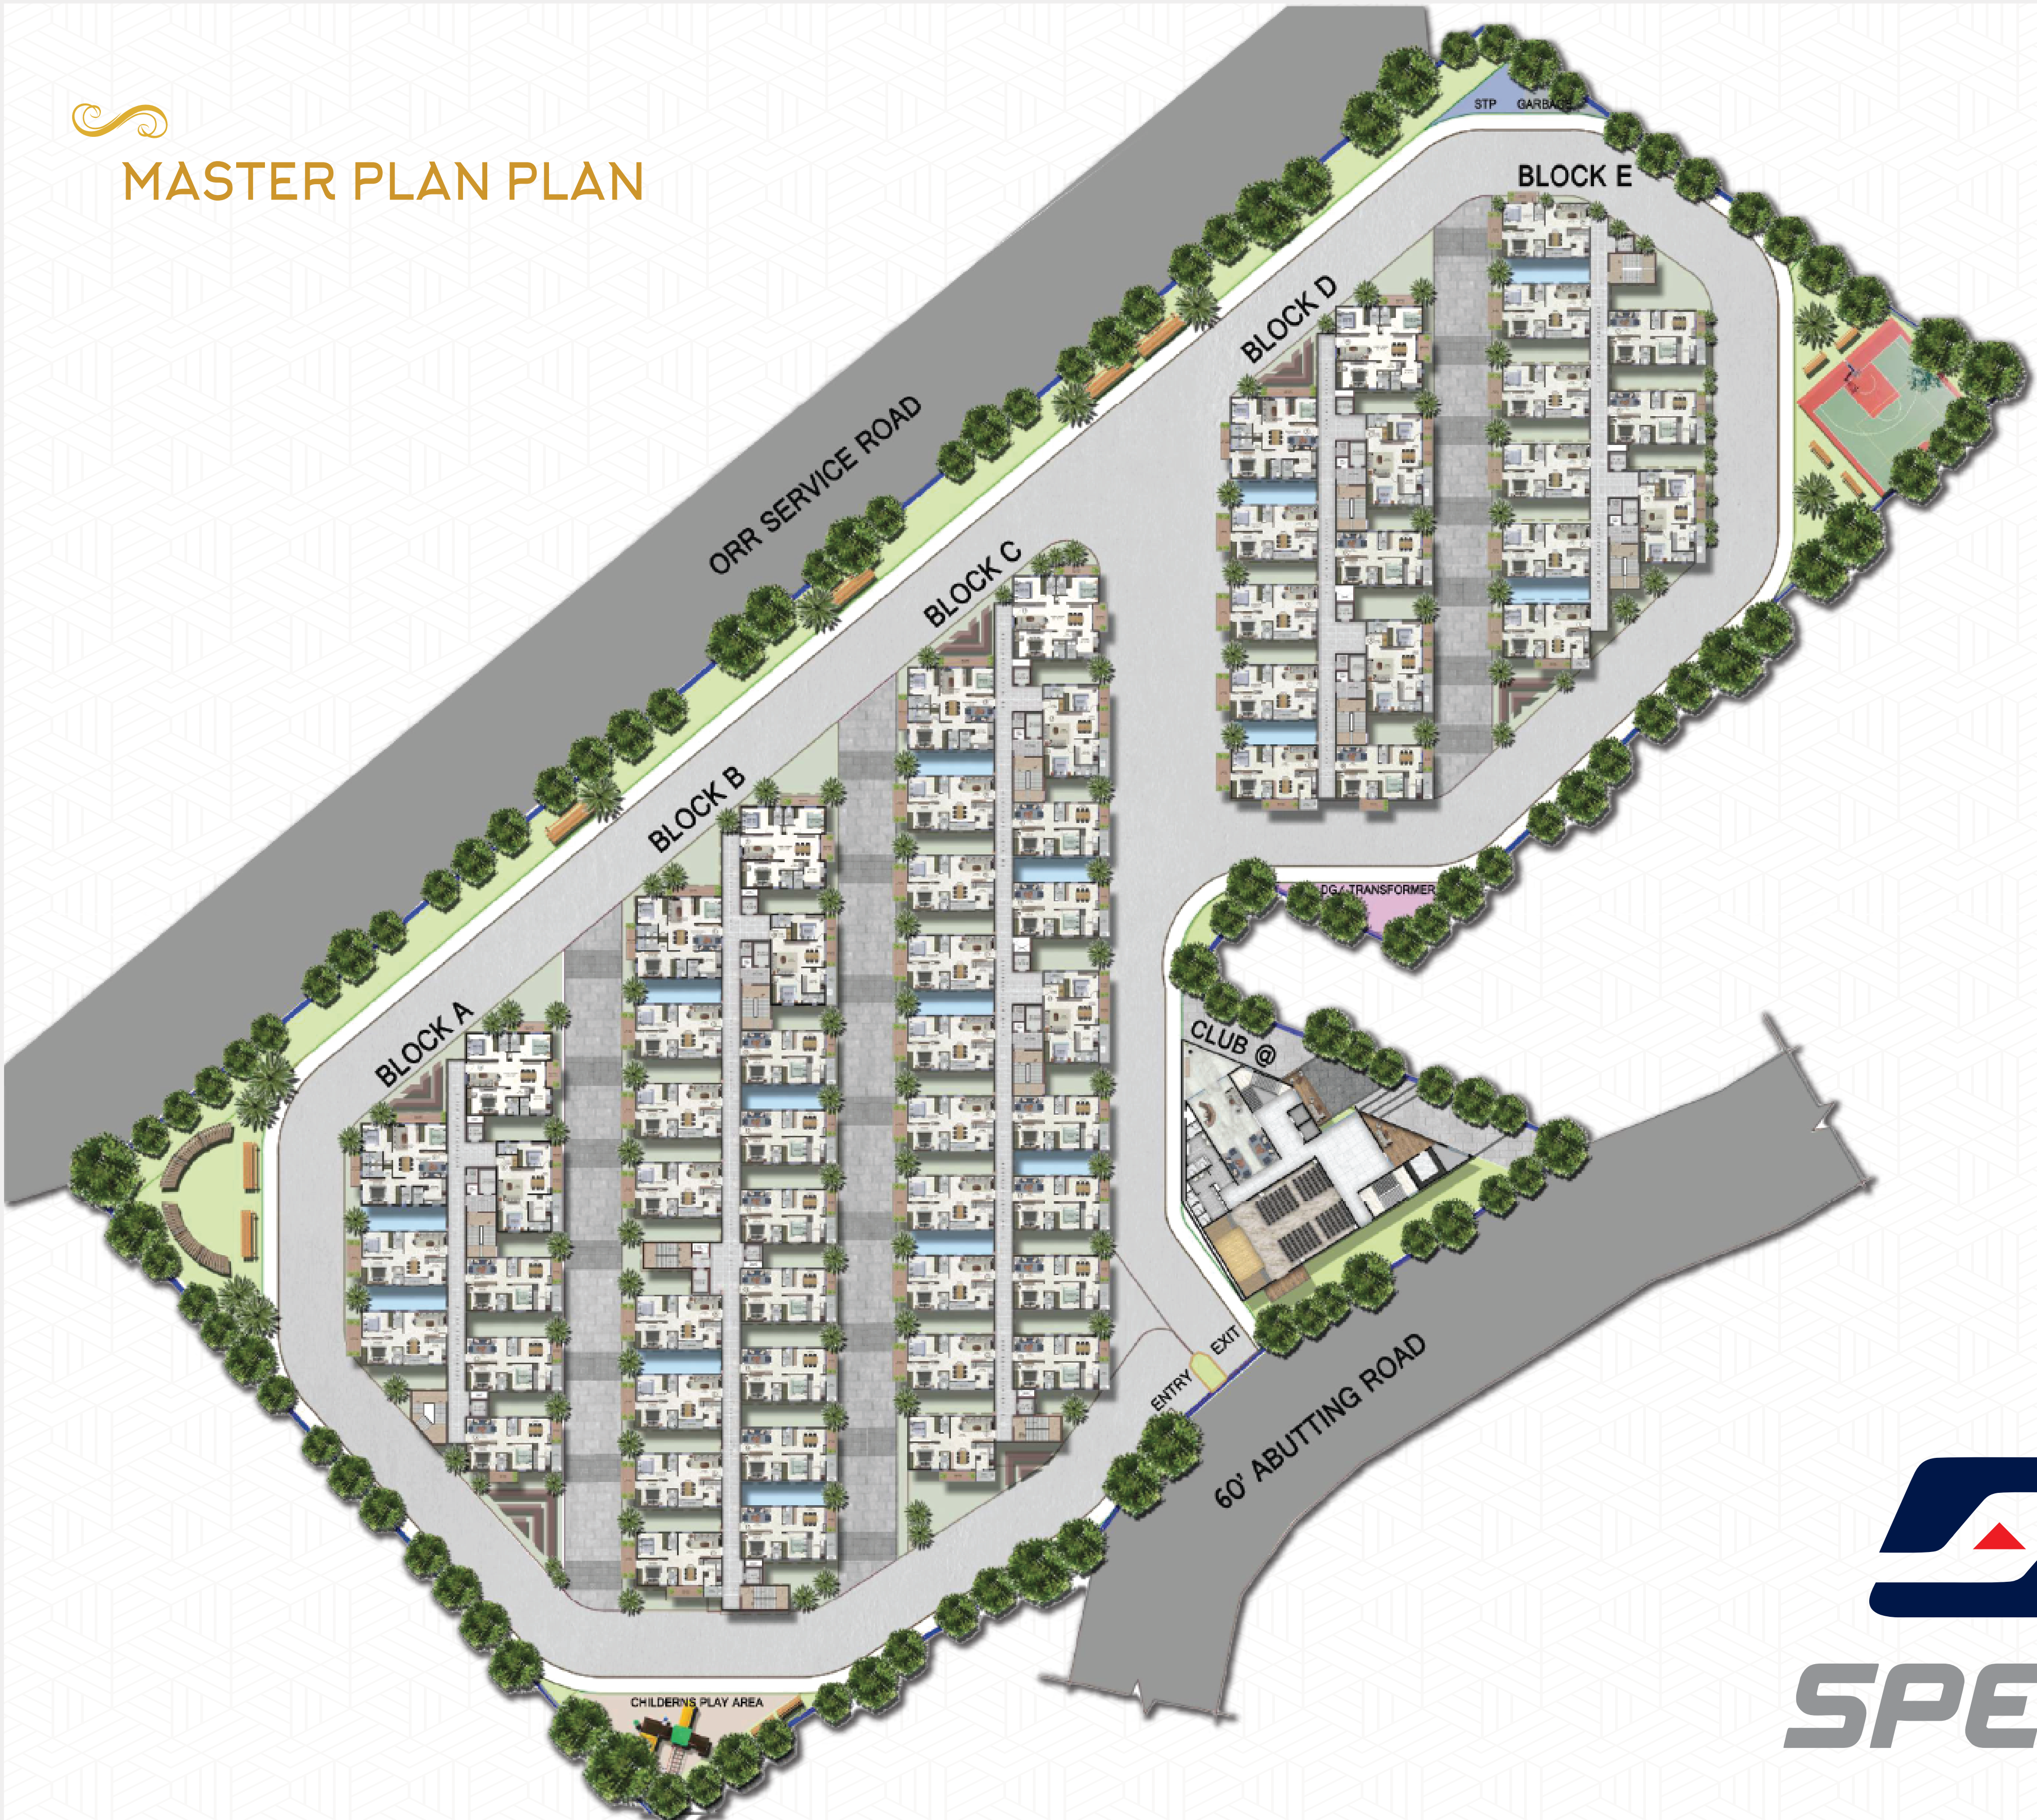 MASTER PLAN PLAN
STP GARBAGE
BLOCK E
BLOCK D
ORR SERVICE ROAD
BLOCK C
BLOCK B
DG/ TRANSFORMER
BLOCK A
CLUB @
EXIT
ENTRY
60' ABUTTING ROAD
CHILDERNS PLAY AREA
SPE